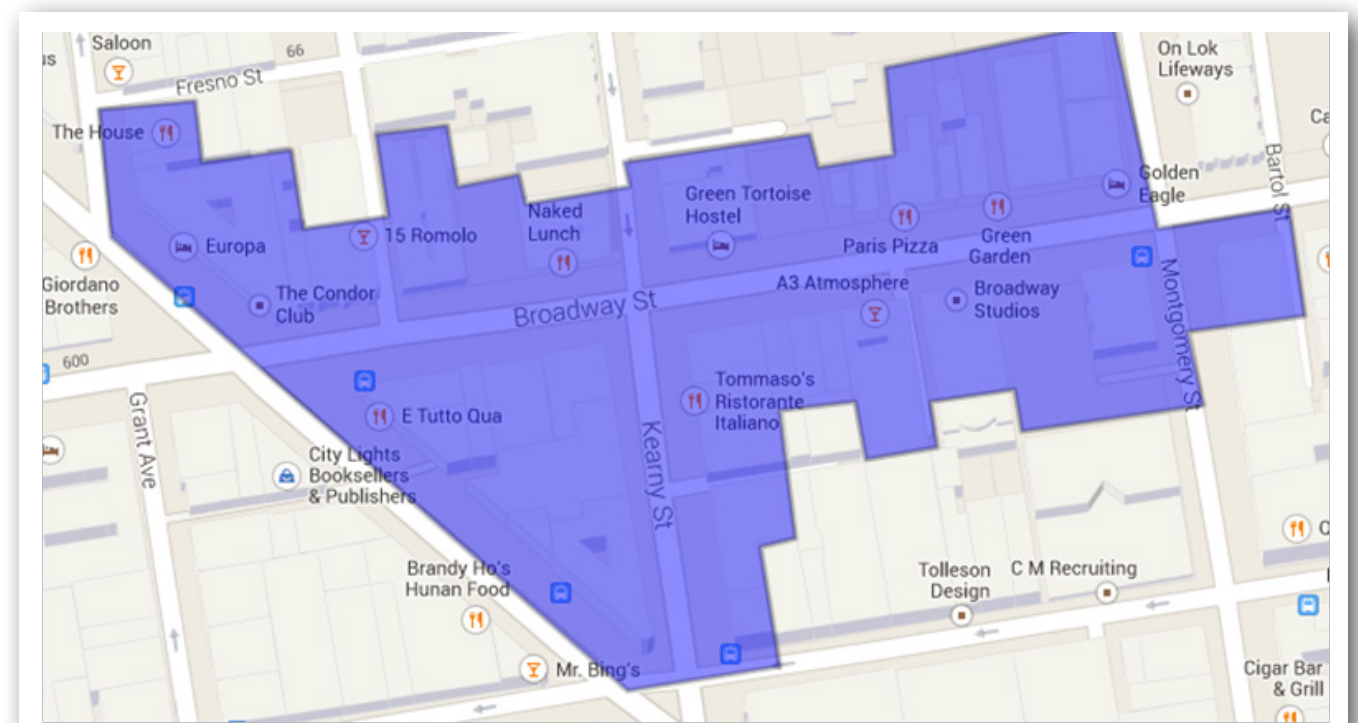 Saloon
us
66
Fresno St
On Lok
Lifeways
The House
Ca
Bartol St
Golden
Eagle
Green Tortoise
Hostel
Naked
Lunch
15 Romolo
Europa
Paris Pizza
Green
Garden
Giordano
Brothers
The Condor
Club
A3 Atmosphere
Broadway
Studios
Montgomery St
Broadway St
600
Grant Ave
E Tutto Qua
Tommaso's
Ristorante
Italiano
City Lights
Booksellers
& Publishers
Kearny St
Brandy Ho's
Hunan Food
Tolleson
Design
C M Recruiting
Mr. Bing's
Cigar Bar
& Grill